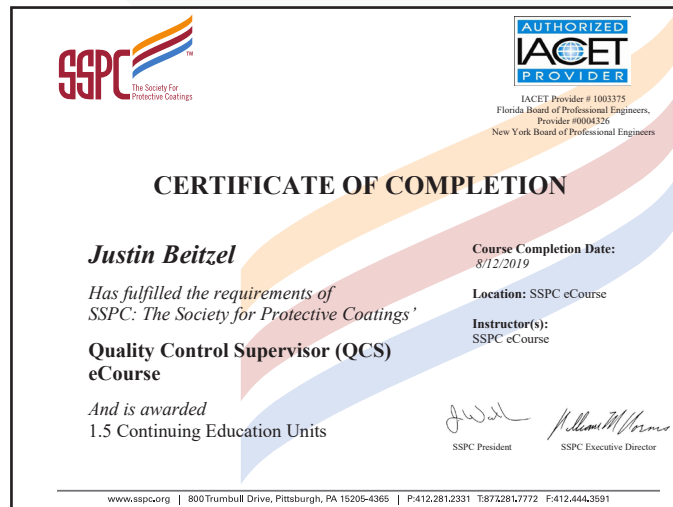 SSPC
TM
The Society For
Protective Coatings
AUTHORIZED
IACET
PROVIDER
IACET Provider # 1003375
Florida Board of Professional Engineers,
Provider #0004326
New York Board of Professional Engineers
CERTIFICATE OF COMPLETION
Justin Beitzel
Has fulfilled the requirements of
SSPC: The Society for Protective Coatings’
Quality Control Supervisor (QCS)
eCourse
And is awarded
1.5 Continuing Education Units
Course Completion Date:
8/12/2019
Location: SSPC eCourse
Instructor(s):
SSPC eCourse
SSPC President
SSPC Executive Director
www.sspc.org | 800 Trumbull Drive, Pittsburgh, PA 15205-4365 | P:412.281.2331 T:877.281.7772 F:412.444.3591